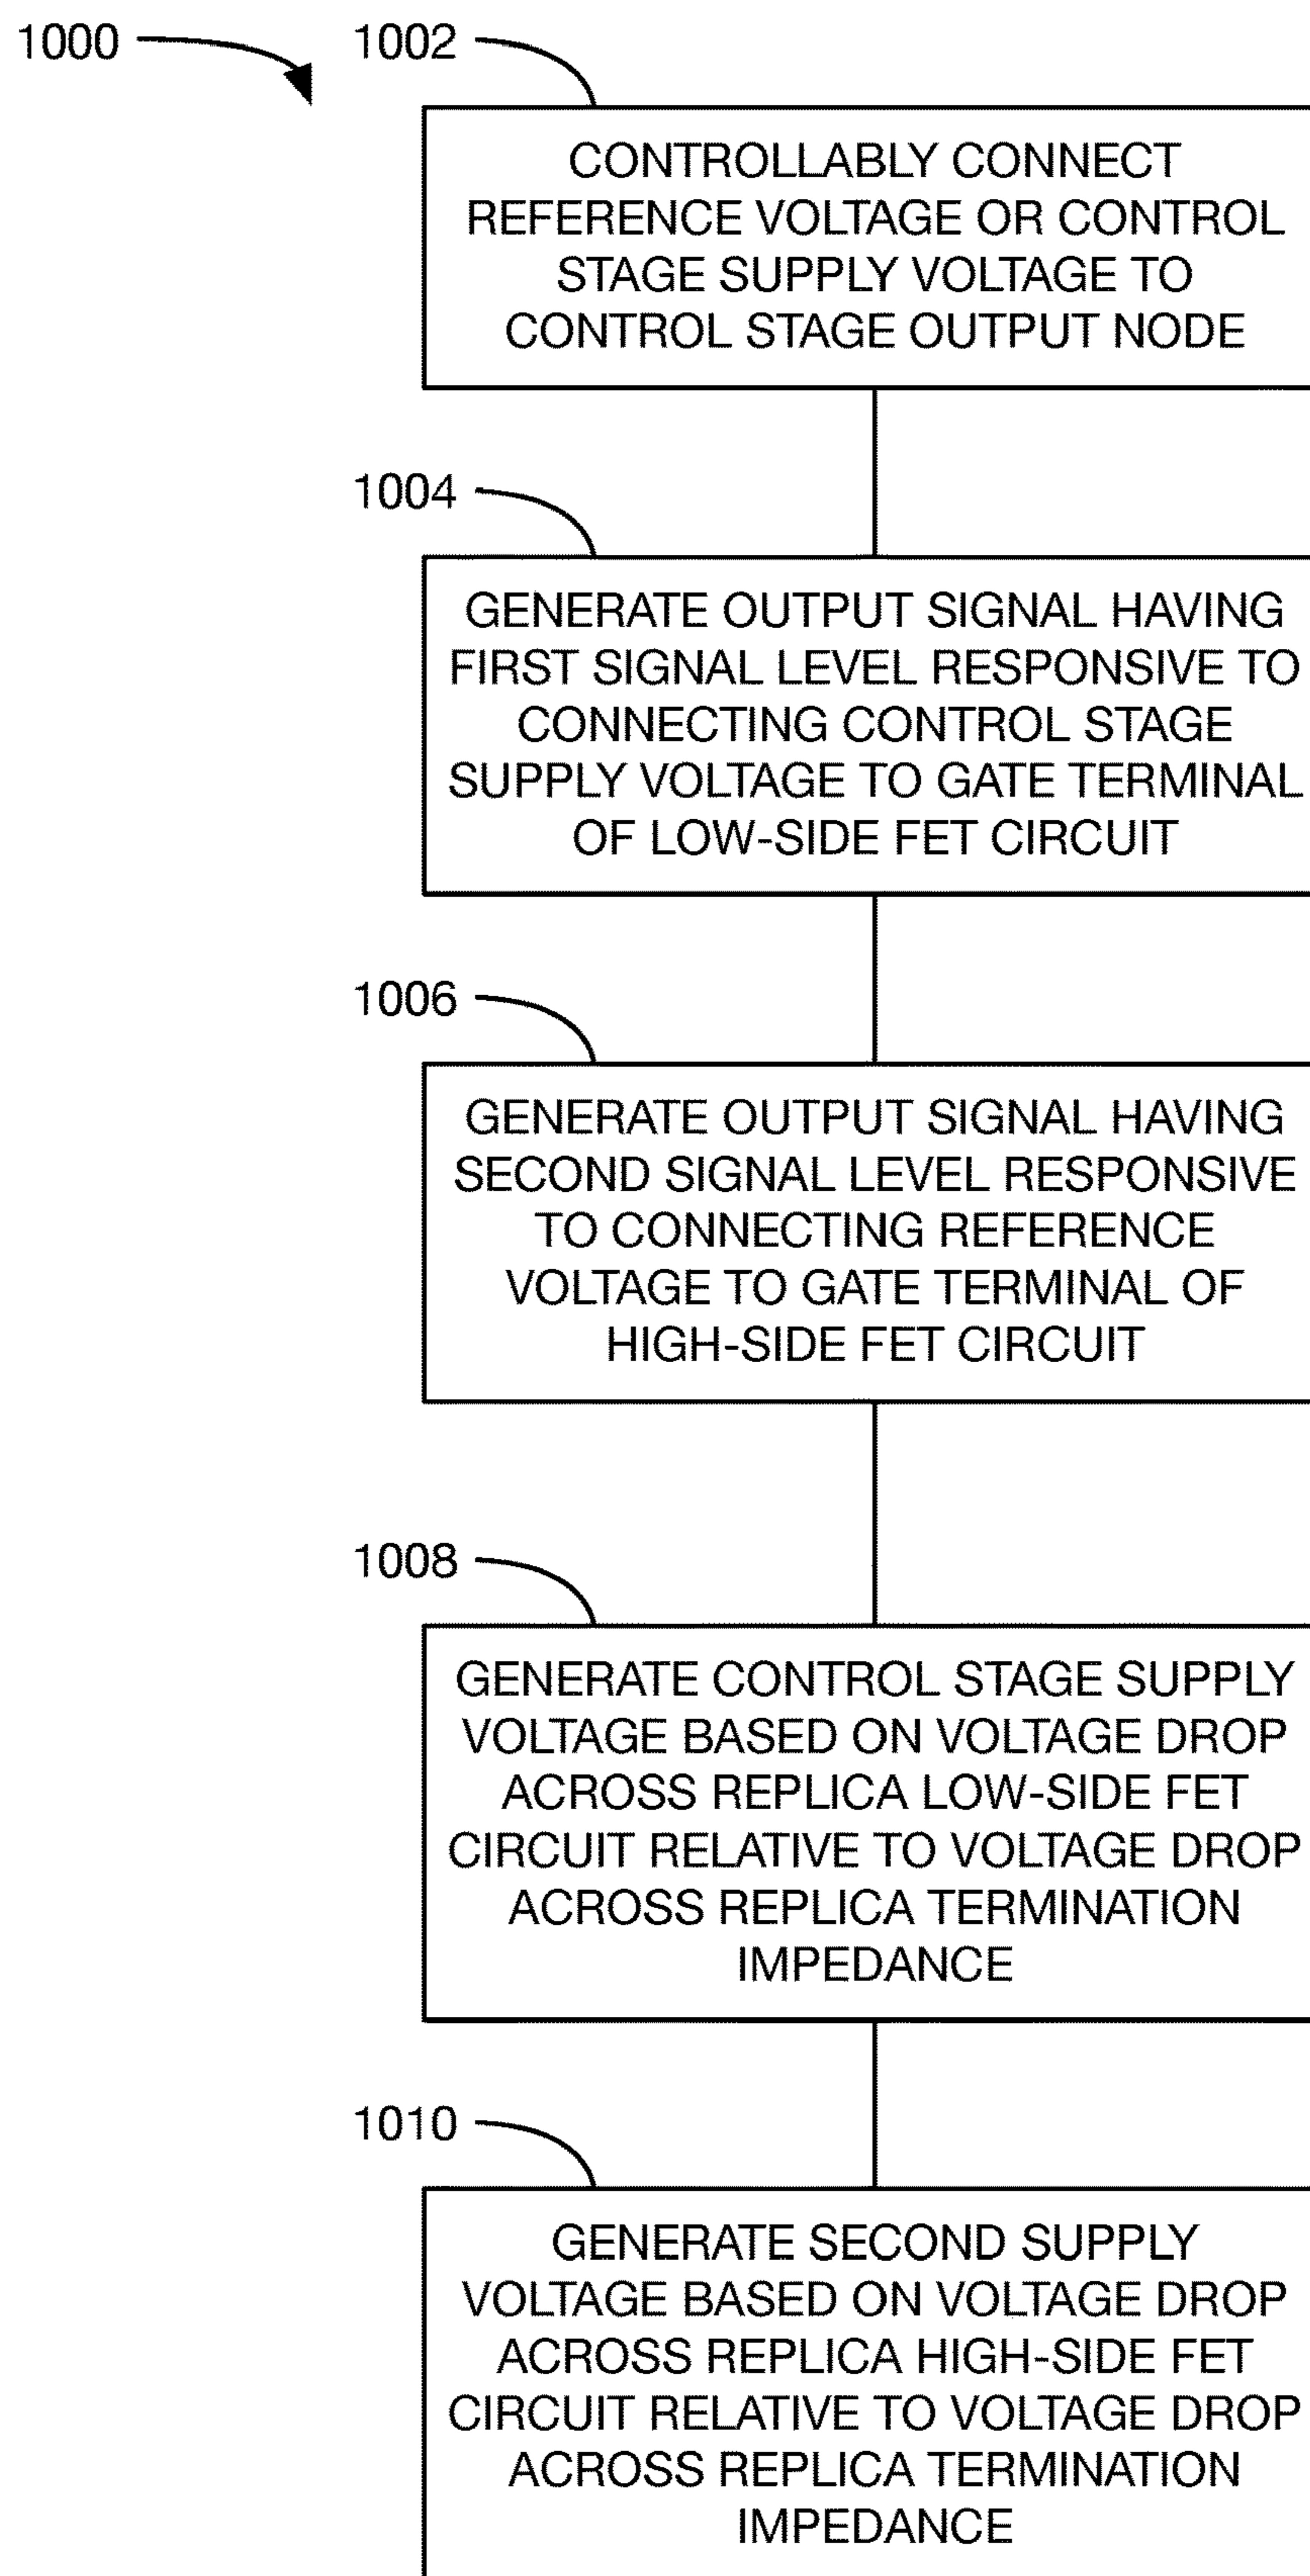 1000
1002
CONTROLLABLY CONNECT
REFERENCE VOLTAGE OR CONTROL
STAGE SUPPLY VOLTAGE TO
CONTROL STAGE OUTPUT NODE
1004
GENERATE OUTPUT SIGNAL HAVING
FIRST SIGNAL LEVEL RESPONSIVE TO
CONNECTING CONTROL STAGE
SUPPLY VOLTAGE TO GATE TERMINAL
OF LOW-SIDE FET CIRCUIT
1006
GENERATE OUTPUT SIGNAL HAVING
SECOND SIGNAL LEVEL RESPONSIVE
TO CONNECTING REFERENCE
VOLTAGE TO GATE TERMINAL OF
HIGH-SIDE FET CIRCUIT
1008
GENERATE CONTROL STAGE SUPPLY
VOLTAGE BASED ON VOLTAGE DROP
ACROSS REPLICA LOW-SIDE FET
CIRCUIT RELATIVE TO VOLTAGE DROP
ACROSS REPLICA TERMINATION
IMPEDANCE
1010
GENERATE SECOND SUPPLY
VOLTAGE BASED ON VOLTAGE DROP
ACROSS REPLICA HIGH-SIDE FET
CIRCUIT RELATIVE TO VOLTAGE DROP
ACROSS REPLICA TERMINATION
IMPEDANCE